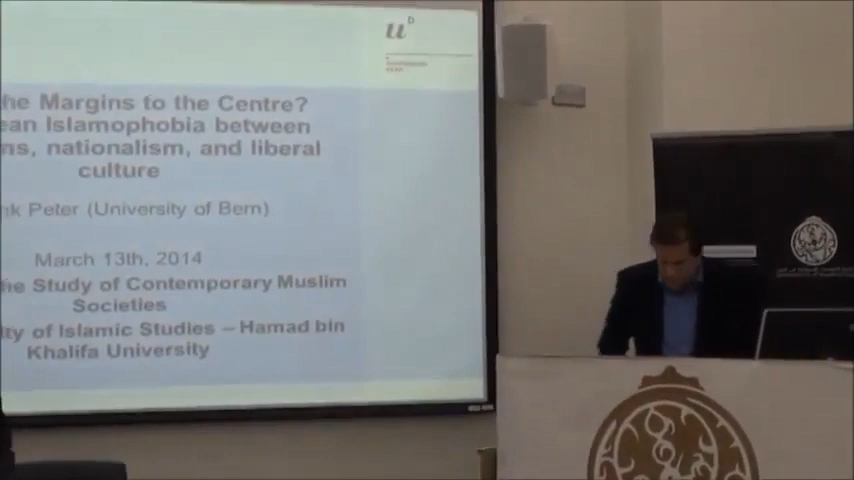 u
b
he Margins to the Centre?
ean Islamophobia between
ns, nationalism, and liberal
culture
nk Peter (University of Bern)
March 13th, 2014
he Study of Contemporary Muslim
Societies
ty of Islamic Studies – Hamad bin
Khalifa University